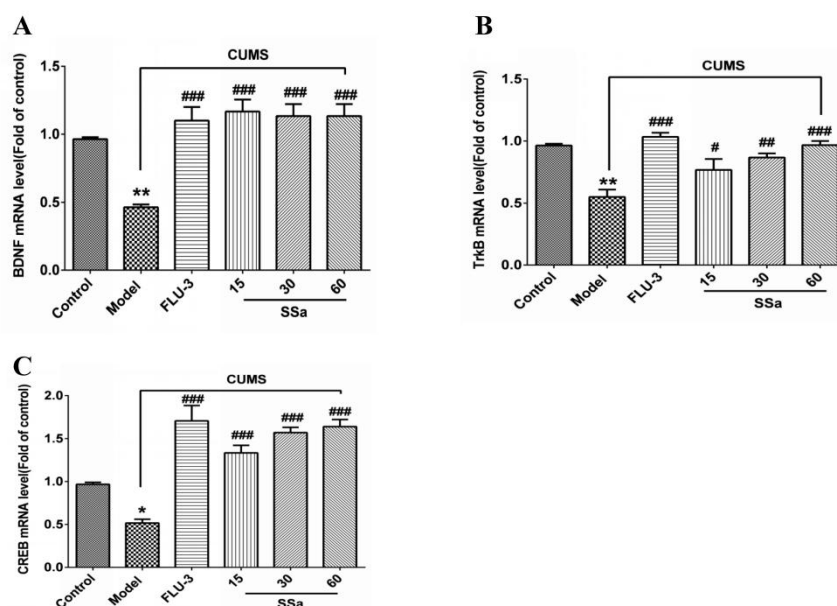 A
BDNF mRNA level(Fold of control)
1.5
1.0
0.5
0.0
CUMS
**
###
###
###
###
Control
Model
FLU-3
15
30
60
SSa
B
TrkB mRNA level(Fold of control)
1.5
1.0
0.5
0.0
CUMS
**
###
#
##
###
Control
Model
FLU-3
15
30
60
SSa
C
CREB mRNA level(Fold of control)
2.0
1.5
1.0
0.5
0.0
CUMS
*
###
###
###
###
Control
Model
FLU-3
15
30
60
SSa